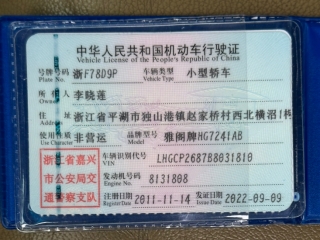 中华人民共和国机动车行驶证
Vehicle License of the People's Republic of China
号牌号码 浙F78D9P 车辆类型 小型轿车
Plate No. Vehicle Type
所有人 李晓莲
Owner
住址 浙江省平湖市独山港镇赵家桥村西北横沼1栋
Address
使用性质 非营运 品牌型号 雅阁牌HG7241AB
Use Character Model
浙江省嘉兴
市公安局交
通警察支队
车辆识别代号 LHGCP2687B8031810
VIN
发动机号码 8131808
Engine No.
注册日期 2011-11-14 发证日期 2022-09-09
Register Date Issue Date